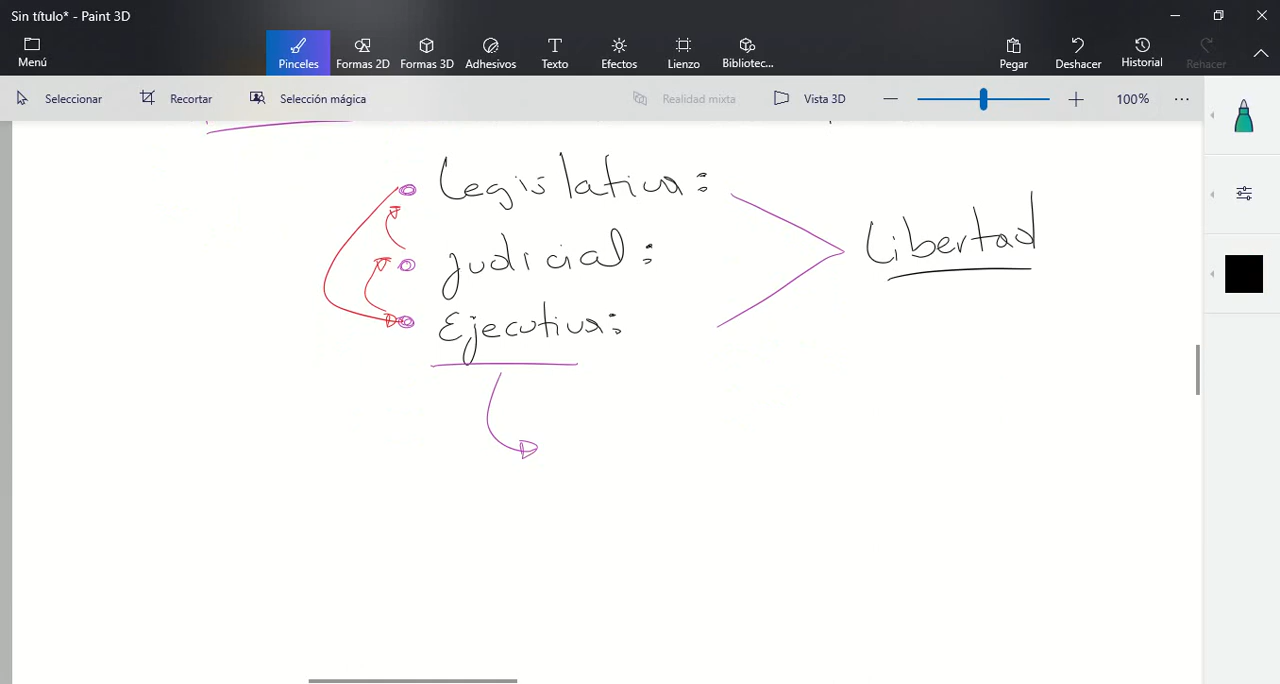 Sin título* - Paint 3D
Menú
Pinceles
Formas 2D
Formas 3D
Adhesivos
Texto
Efectos
Lienzo
Bibliotec...
Pegar
Deshacer
Historial
Rehacer
Seleccionar
Recortar
Selección mágica
Realidad mixta
Vista 3D
100%
Legislativa:
Judicial:
Ejecutiva:
Libertad